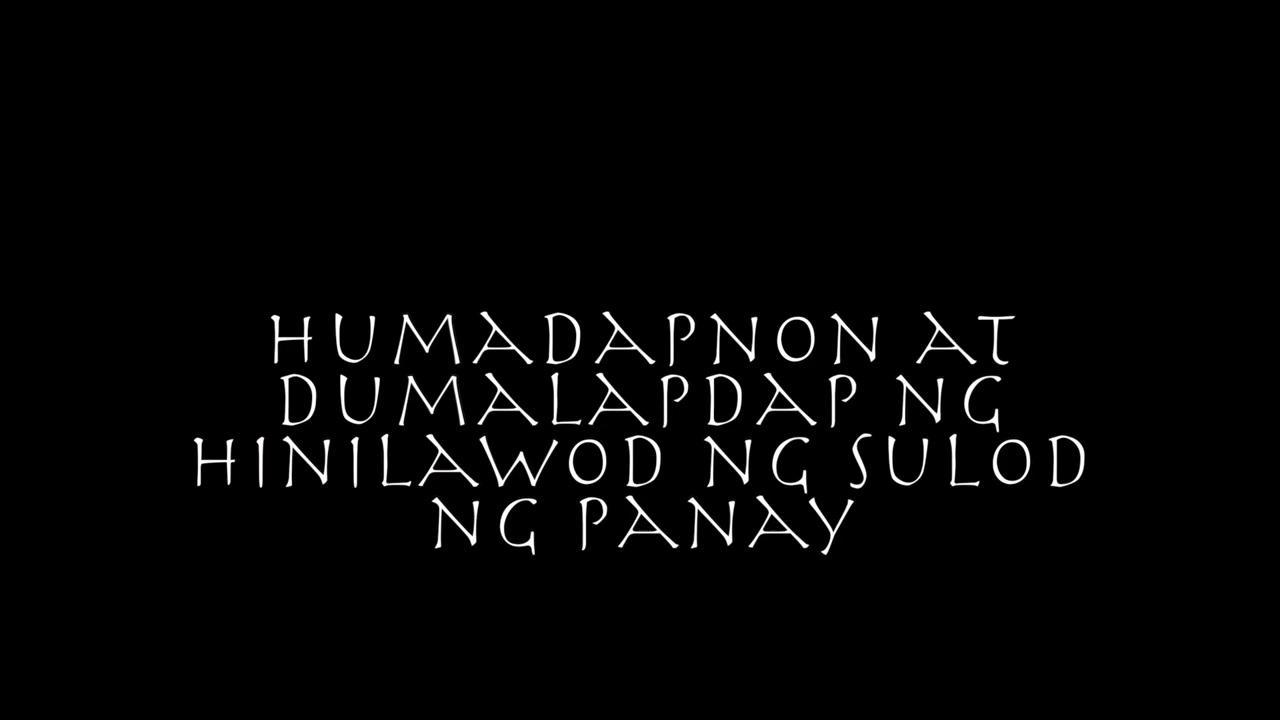 HUMADAPNON AT
DUMALAPDAP NG
HINILAWOD NG SULOD
NG PANAY